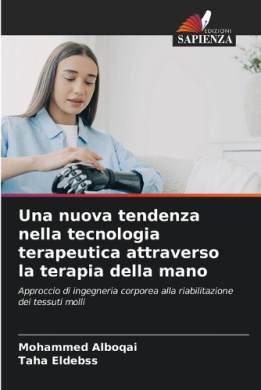 EDIZIONI
SAPIENZA
Una nuova tendenza
nella tecnologia
terapeutica attraverso
la terapia della mano
Approccio di ingegneria corporea alla riabilitazione
dei tessuti molli
Mohammed Alboqai
Taha Eldebss